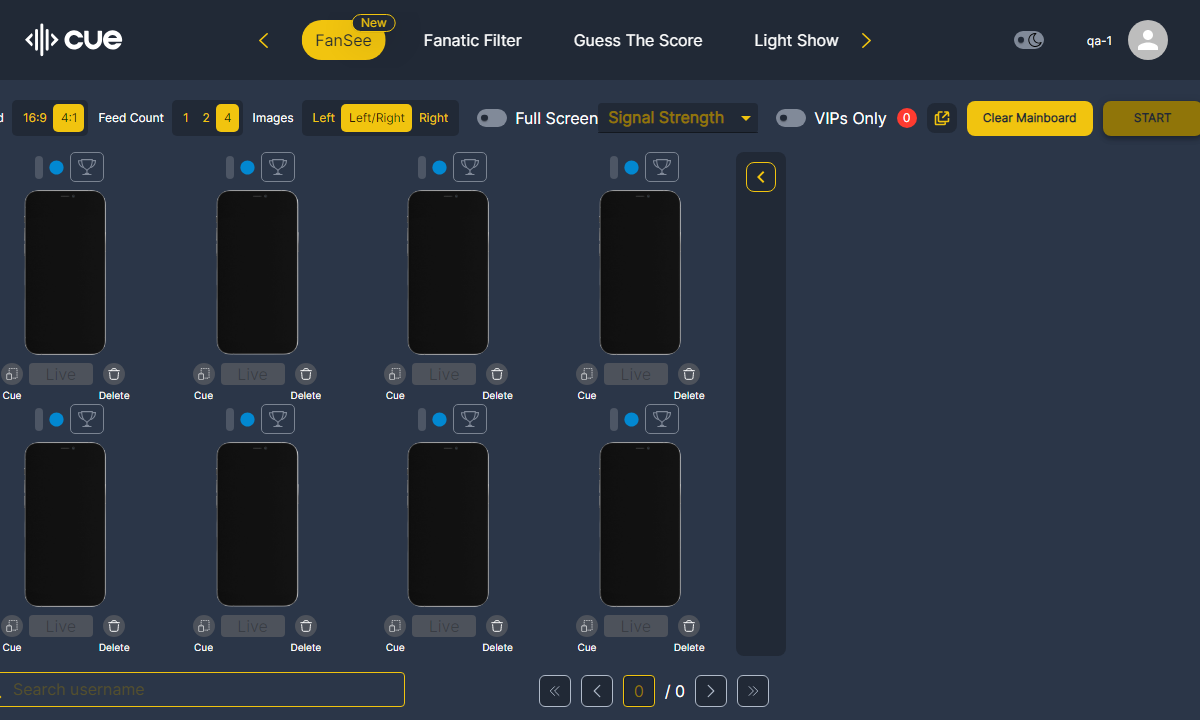 cue
FanSee
New
Fanatic Filter
Guess The Score
Light Show
qa-1
d
16:9
4:1
Feed Count
1
2
4
Images
Left
Left/Right
Right
Full Screen
Signal Strength
VIPs Only
0
Clear Mainboard
START
Live
Live
Live
Live
Cue
Delete
Cue
Delete
Cue
Delete
Cue
Delete
Live
Live
Live
Live
Cue
Delete
Cue
Delete
Cue
Delete
Cue
Delete
Search username
0
/ 0